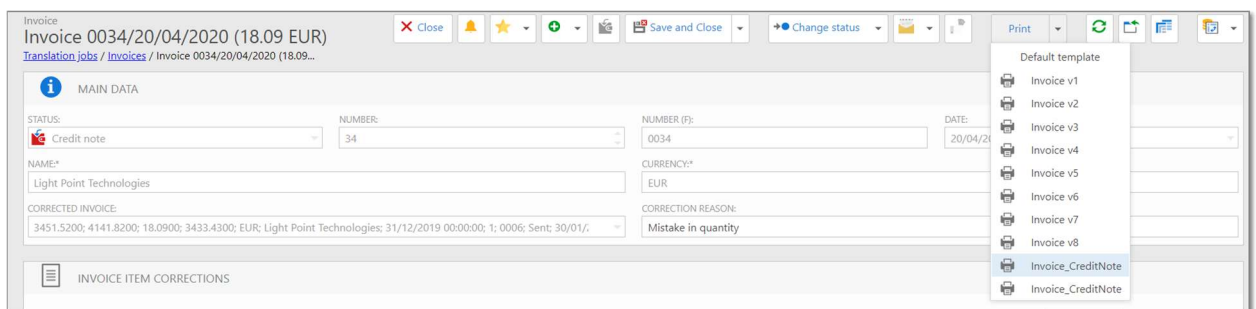 Invoice
Invoice 0034/20/04/2020 (18.09 EUR)
Translation jobs / Invoices / Invoice 0034/20/04/2020 (18.09...
Close
Save and Close
Change status
Print
Default template
Invoice v1
Invoice v2
Invoice v3
Invoice v4
Invoice v5
Invoice v6
Invoice v7
Invoice v8
Invoice_CreditNote
Invoice_CreditNote
MAIN DATA
STATUS: NUMBER: NUMBER (F): DATE:
Credit note 34 0034
NAME:* CURRENCY:*
Light Point Technologies EUR
CORRECTED INVOICE: CORRECTION REASON:
3451.5200; 4141.8200; 18.0900; 3433.4300; EUR; Light Point Technologies; 31/12/2019 00:00:00; 1; 0006; Sent; 30/01/ Mistake in quantity
INVOICE ITEM CORRECTIONS